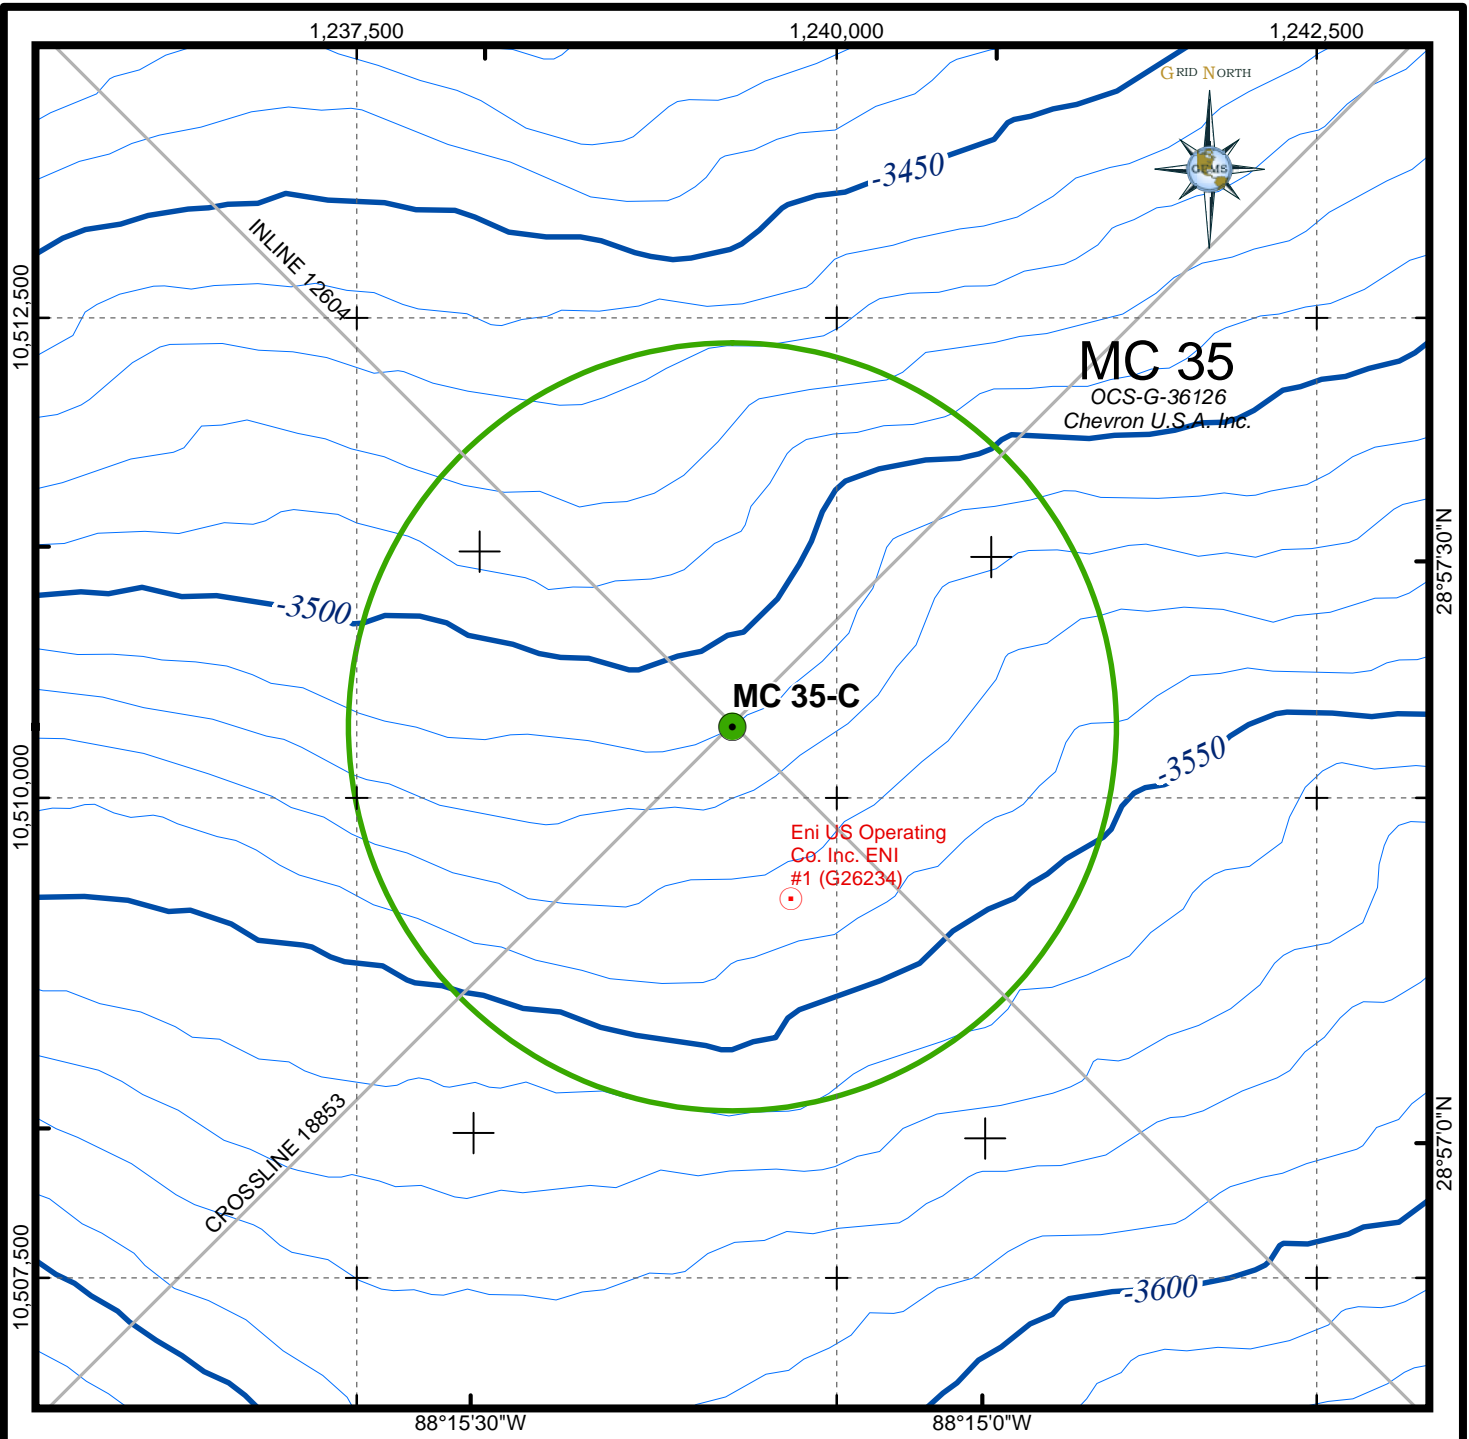 1,237,500
1,240,000
1,242,500
GRID NORTH
GEMS
-3450
INLINE 12604
10,512,500
MC 35
OCS-G-36126
Chevron U.S.A. Inc.
28°57'30"N
-3500
MC 35-C
-3550
10,510,000
Eni US Operating
Co. Inc. ENI
#1 (G26234)
CROSSLINE 18853
28°57'0"N
10,507,500
-3600
88°15'30"W
88°15'0"W